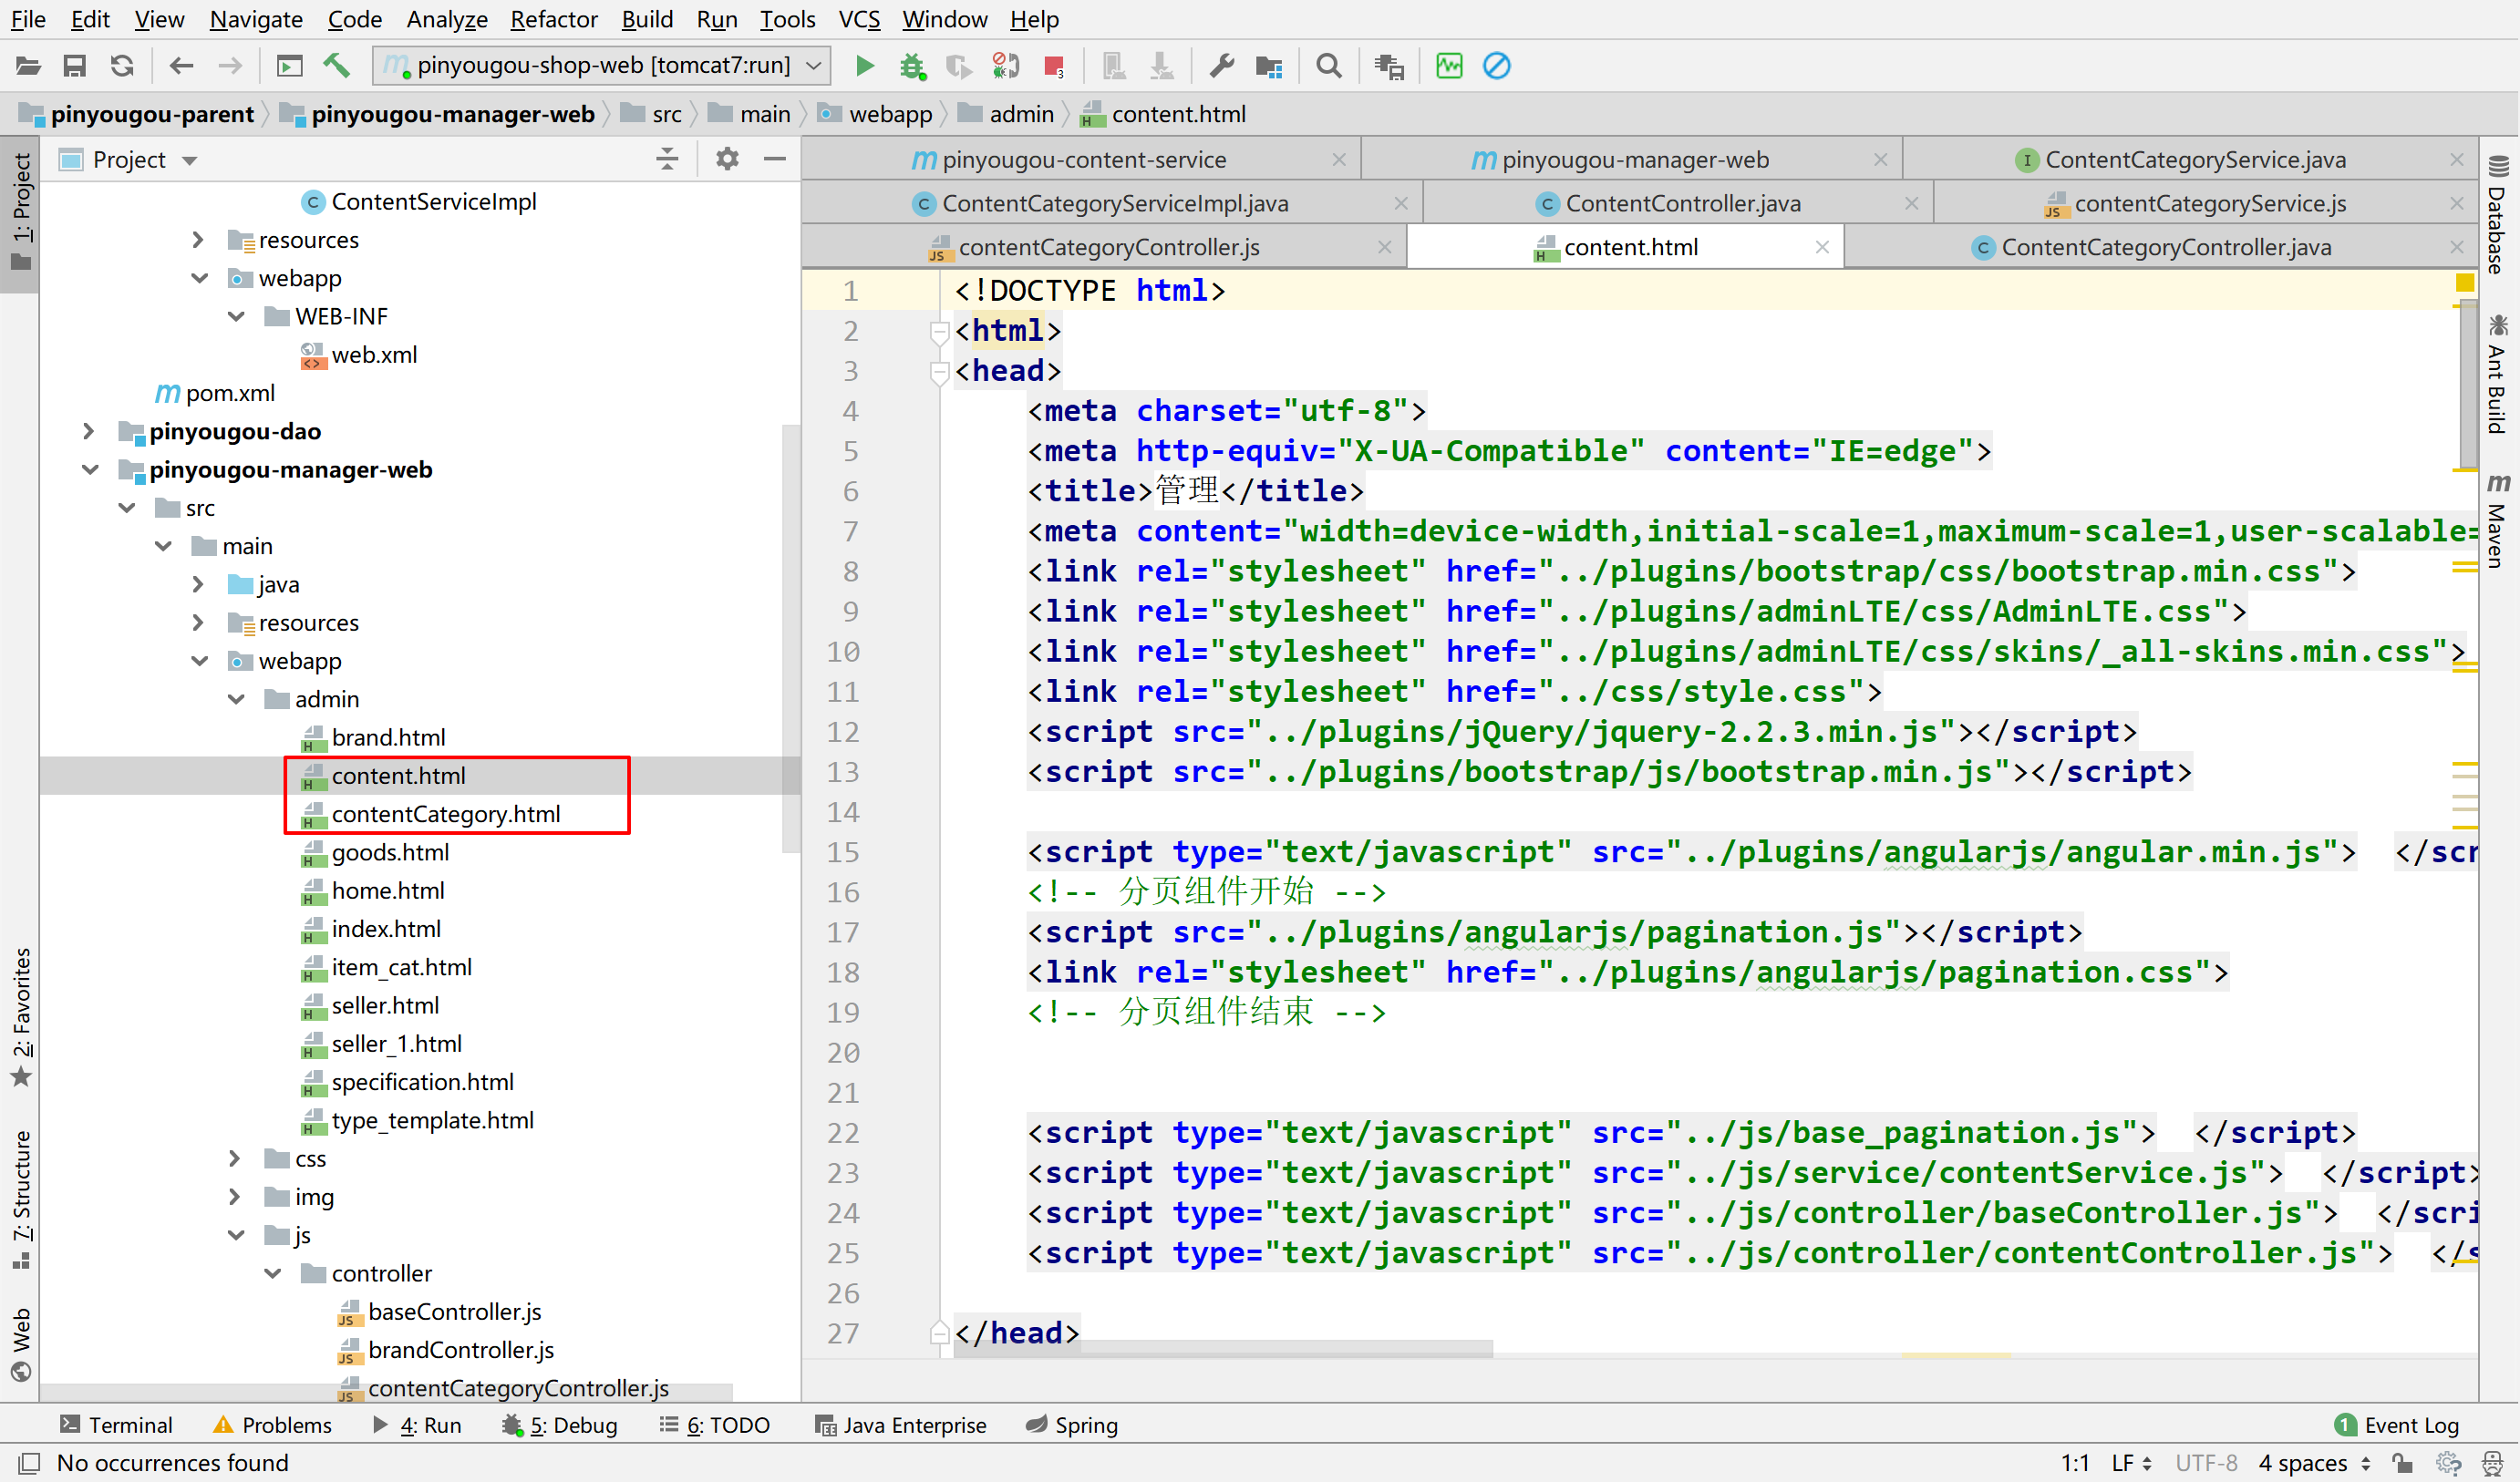 File Edit View Navigate Code Analyze Refactor Build Run Tools VCS Window Help
pinyougou-shop-web [tomcat7:run]
3
pinyougou-parent pinyougou-manager-web src main webapp admin content.html
1: Project
2: Favorites
7: Structure
Web
Project
ContentServiceImpl
resources
webapp
WEB-INF
web.xml
pom.xml
pinyougou-dao
pinyougou-manager-web
src
main
java
resources
webapp
admin
brand.html
content.html
contentCategory.html
goods.html
home.html
index.html
item_cat.html
seller.html
seller_1.html
specification.html
type_template.html
css
img
js
controller
baseController.js
brandController.js
contentCategoryController.js
pinyougou-content-service pinyougou-manager-web ContentCategoryService.java
ContentCategoryServiceImpl.java ContentController.java contentCategoryService.js
contentCategoryController.js content.html ContentCategoryController.java
1 <!DOCTYPE html>
2 <html>
3 <head>
4 <meta charset="utf-8">
5 <meta http-equiv="X-UA-Compatible" content="IE=edge">
6 <title>管理</title>
7 <meta content="width=device-width,initial-scale=1,maximum-scale=1,user-scalable=
8 <link rel="stylesheet" href="../plugins/bootstrap/css/bootstrap.min.css">
9 <link rel="stylesheet" href="../plugins/adminLTE/css/AdminLTE.css">
10 <link rel="stylesheet" href="../plugins/adminLTE/css/skins/_all-skins.min.css">
11 <link rel="stylesheet" href="../css/style.css">
12 <script src="../plugins/jQuery/jquery-2.2.3.min.js"></script>
13 <script src="../plugins/bootstrap/js/bootstrap.min.js"></script>
14
15 <script type="text/javascript" src="../plugins/angularjs/angular.min.js"> </scr
16 <!-- 分页组件开始 -->
17 <script src="../plugins/angularjs/pagination.js"></script>
18 <link rel="stylesheet" href="../plugins/angularjs/pagination.css">
19 <!-- 分页组件结束 -->
20
21
22 <script type="text/javascript" src="../js/base_pagination.js"> </script>
23 <script type="text/javascript" src="../js/service/contentService.js"> </script>
24 <script type="text/javascript" src="../js/controller/baseController.js"> </scri
25 <script type="text/javascript" src="../js/controller/contentController.js"> </s
26
27 </head>
Database
Ant Build
Maven
Terminal Problems 4: Run 5: Debug 6: TODO Java Enterprise Spring 1 Event Log
No occurrences found 1:1 LF UTF-8 4 spaces